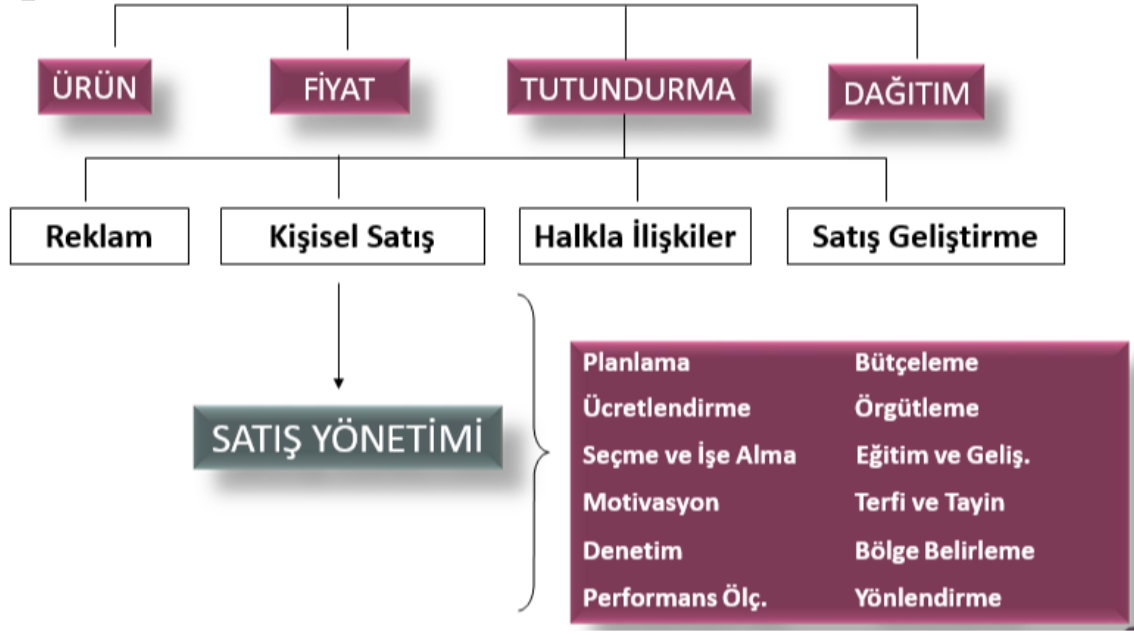 ÜRÜN
FİYAT
TUTUNDURMA
DAĞITIM
Reklam
Kişisel Satış
Halkla İlişkiler
Satış Geliştirme
SATIŞ YÖNETİMİ
Planlama
Bütçeleme
Ücretlendirme
Örgütleme
Seçme ve İşe Alma
Eğitim ve Geliş.
Motivasyon
Terfi ve Tayin
Denetim
Bölge Belirleme
Performans Ölç.
Yönlendirme